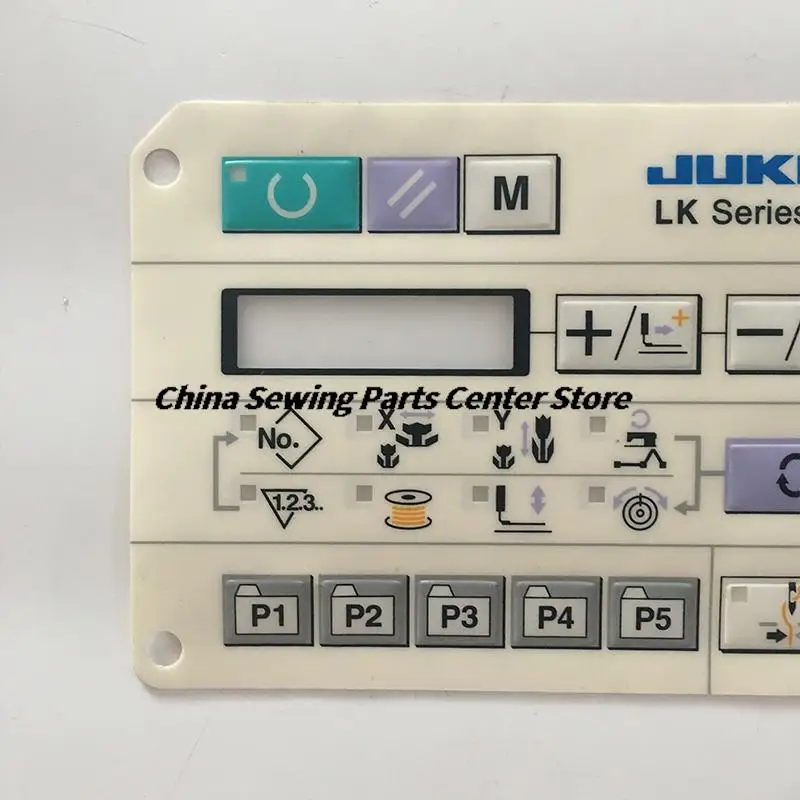 M
JUKI
LK Series
+/
−/
China Sewing Parts Center Store
No. X Y
1.2.3..
P1 P2 P3 P4 P5